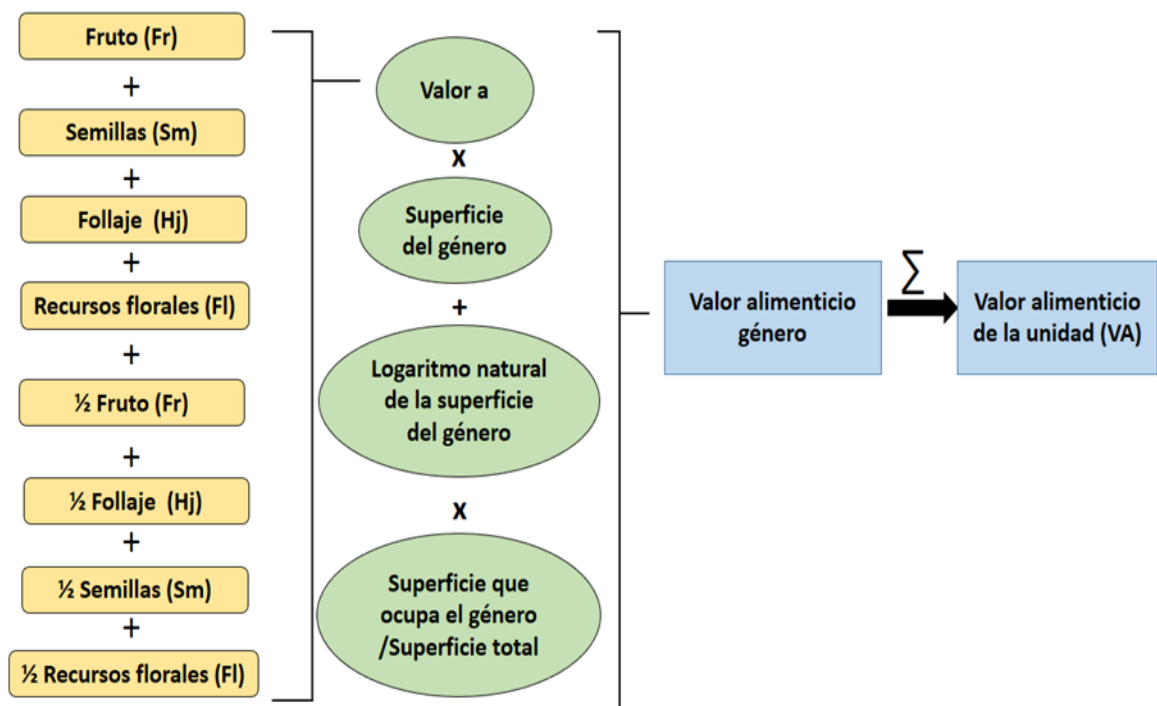 Fruto (Fr)
+
Semillas (Sm)
+
Follaje (Hj)
+
Recursos florales (Fl)
+
½ Fruto (Fr)
+
½ Follaje (Hj)
+
½ Semillas (Sm)
+
½ Recursos florales (Fl)
Valor a
x
Superficie
del género
+
Logaritmo natural
de la superficie
del género
x
Superficie que
ocupa el género
/Superficie total
Valor alimenticio
género
∑
Valor alimenticio
de la unidad (VA)